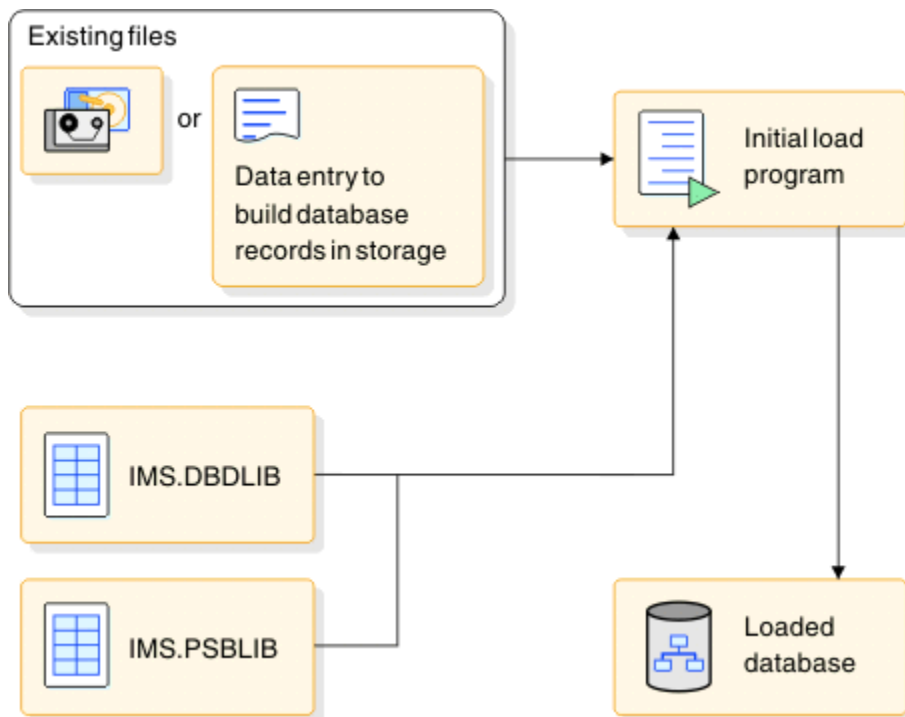 Existing files
or
Data entry to
build database
records in storage
Initial load
program
IMS.DBDLIB
IMS.PSBLIB
Loaded
database